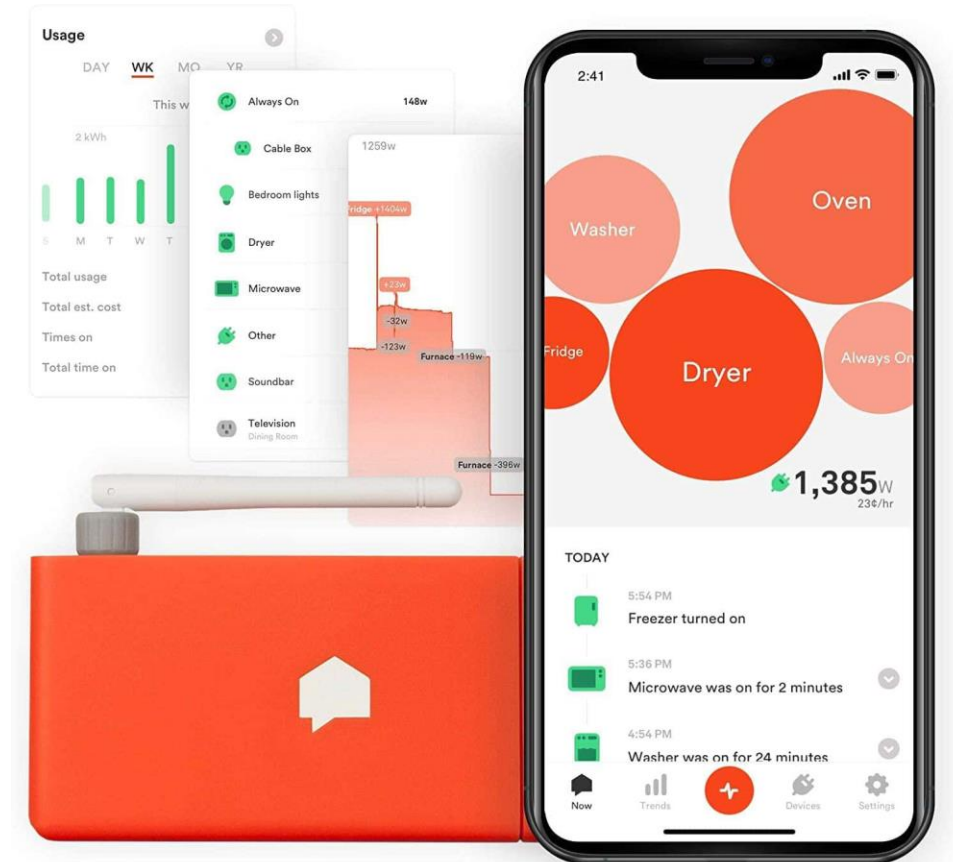 Usage
DAY WK MO YR
This w
2 kWh
S M T W T
Total usage
Total est. cost
Times on
Total time on
Always On 148w
Cable Box
Bedroom lights
Dryer
Microwave
Other
Soundbar
Television
Dining Room
1259w
Fridge +1404w
+23w
-32w
-123w
Furnace -119w
Furnace -396w
2:41
Oven
Washer
Fridge
Dryer
Always On
1,385w
23¢/hr
TODAY
5:54 PM
Freezer turned on
5:36 PM
Microwave was on for 2 minutes
4:54 PM
Washer was on for 24 minutes
Now Trends Devices Settings